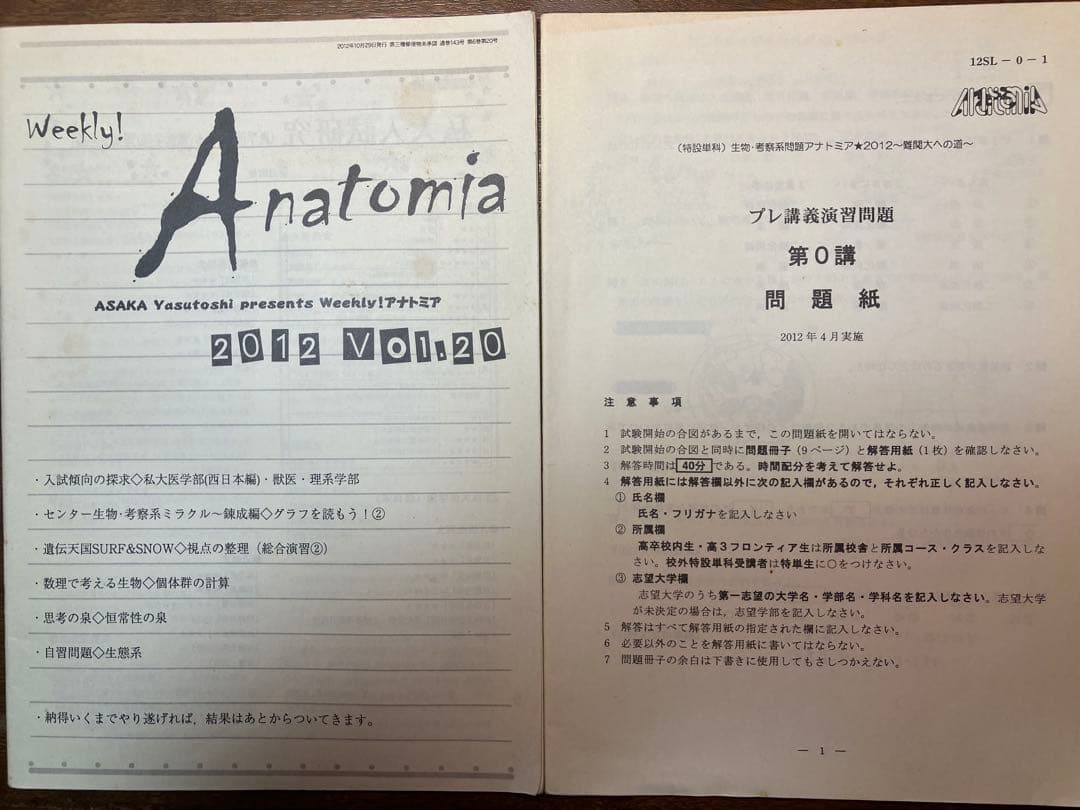 2012年10月29日発行 第三種郵便物未承認 通巻143号 第6巻第20号
Weekly!
Anatomia
ASAKA Yasutoshi presents Weekly!アナトミア
2012 Vol.20
・入試傾向の探求◇私大医学部(西日本編)・獣医・理系学部
・センター生物・考察系ミラクル～錬成編◇グラフを読もう！②
・遺伝天国SURF&SNOW◇視点の整理（総合演習②）
・数理で考える生物◇個体群の計算
・思考の泉◇恒常性の泉
・自習問題◇生態系
・納得いくまでやり遂げれば，結果はあとからついてきます。
12SL－0－1
Anatomia
（特設単科）生物・考察系問題アナトミア★2012～難関大への道～
プレ講義演習問題
第0講
問題紙
2012年4月実施
注意事項
1 試験開始の合図があるまで，この問題紙を開いてはならない。
2 試験開始の合図と同時に問題冊子（9ページ）と解答用紙（1枚）を確認しなさい。
3 解答時間は40分である。時間配分を考えて解答せよ。
4 解答用紙には解答欄以外に次の記入欄があるので，それぞれ正しく記入しなさい。
① 氏名欄
氏名・フリガナを記入しなさい
② 所属欄
高卒校内生・高3フロンティア生は所属校舎と所属コース・クラスを記入しな
さい。校外特設単科受講者は特単生に○をつけなさい。
③ 志望大学欄
志望大学のうち第一志望の大学名・学部名・学科名を記入しなさい。志望大学
が未決定の場合は，志望学部を記入しなさい。
5 解答はすべて解答用紙の指定された欄に記入しなさい。
6 必要以外のことを解答用紙に書いてはならない。
7 問題冊子の余白は下書きに使用してもさしつかえない。
－ 1 －